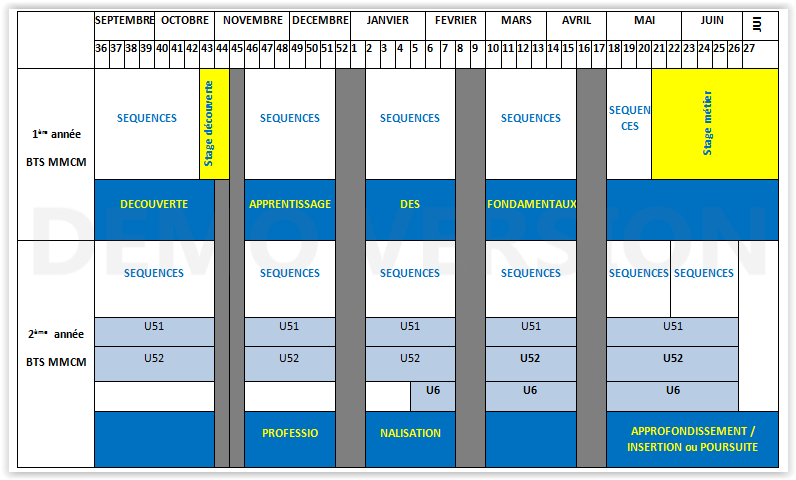 SEPTEMBRE OCTOBRE NOVEMBRE DECEMBRE JANVIER FEVRIER MARS AVRIL MAI JUIN JUI
36 37 38 39 40 41 42 43 44 45 46 47 48 49 50 51 52 1 2 3 4 5 6 7 8 9 10 11 12 13 14 15 16 17 18 19 20 21 22 23 24 25 26 27
1ère année
BTS MMCM
SEQUENCES Stage découverte SEQUENCES SEQUENCES SEQUENCES SEQUEN
CES
Stage métier
DECOUVERTE APPRENTISSAGE DES FONDAMENTAUX
DEMO VERSION
2ème année
BTS MMCM
SEQUENCES SEQUENCES SEQUENCES SEQUENCES SEQUENCES SEQUENCES
U51 U51 U51 U51 U51
U52 U52 U52 U52 U52
U6 U6 U6
PROFESSIO NALISATION APPROFONDISSEMENT /
INSERTION ou POURSUITE